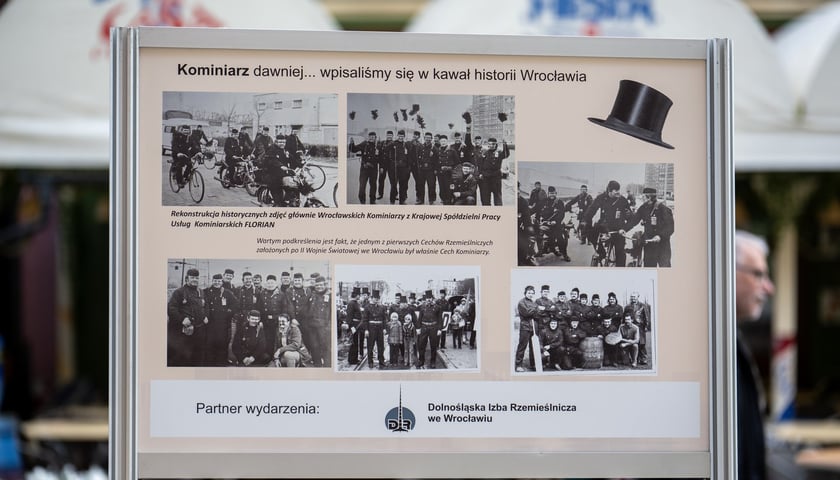 Kominiarz dawniej... wpisaliśmy się w kawał historii Wrocławia
Rekonstrukcja historycznych zdjęć głównie Wrocławskich Kominiarzy z Krajowej Spółdzielni Pracy
Usług Kominiarskich FLORIAN
Wartym podkreślenia jest fakt, że jednym z pierwszych Cechów Rzemieślniczych
założonych po II Wojnie Światowej we Wrocławiu był właśnie Cech Kominiarzy.
Partner wydarzenia:
Dolnośląska Izba Rzemieślnicza
we Wrocławiu